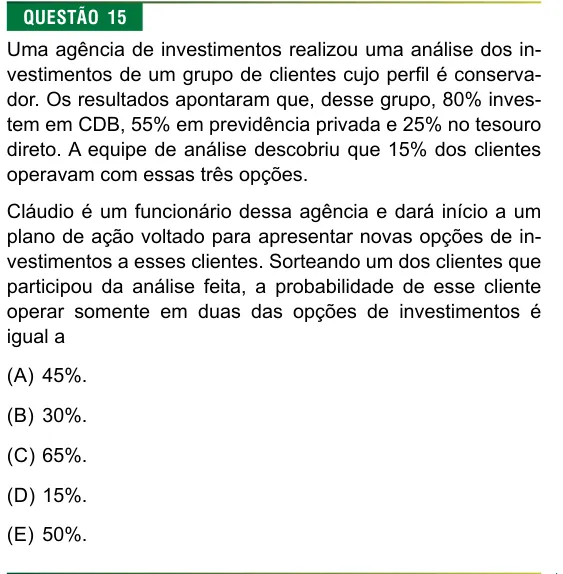 QUESTÃO 15
Uma agência de investimentos realizou uma análise dos in-
vestimentos de um grupo de clientes cujo perfil é conserva-
dor. Os resultados apontaram que, desse grupo, 80% inves-
tem em CDB, 55% em previdência privada e 25% no tesouro
direto. A equipe de análise descobriu que 15% dos clientes
operavam com essas três opções.
Cláudio é um funcionário dessa agência e dará início a um
plano de ação voltado para apresentar novas opções de in-
vestimentos a esses clientes. Sorteando um dos clientes que
participou da análise feita, a probabilidade de esse cliente
operar somente em duas das opções de investimentos é
igual a
(A) 45%.
(B) 30%.
(C) 65%.
(D) 15%.
(E) 50%.